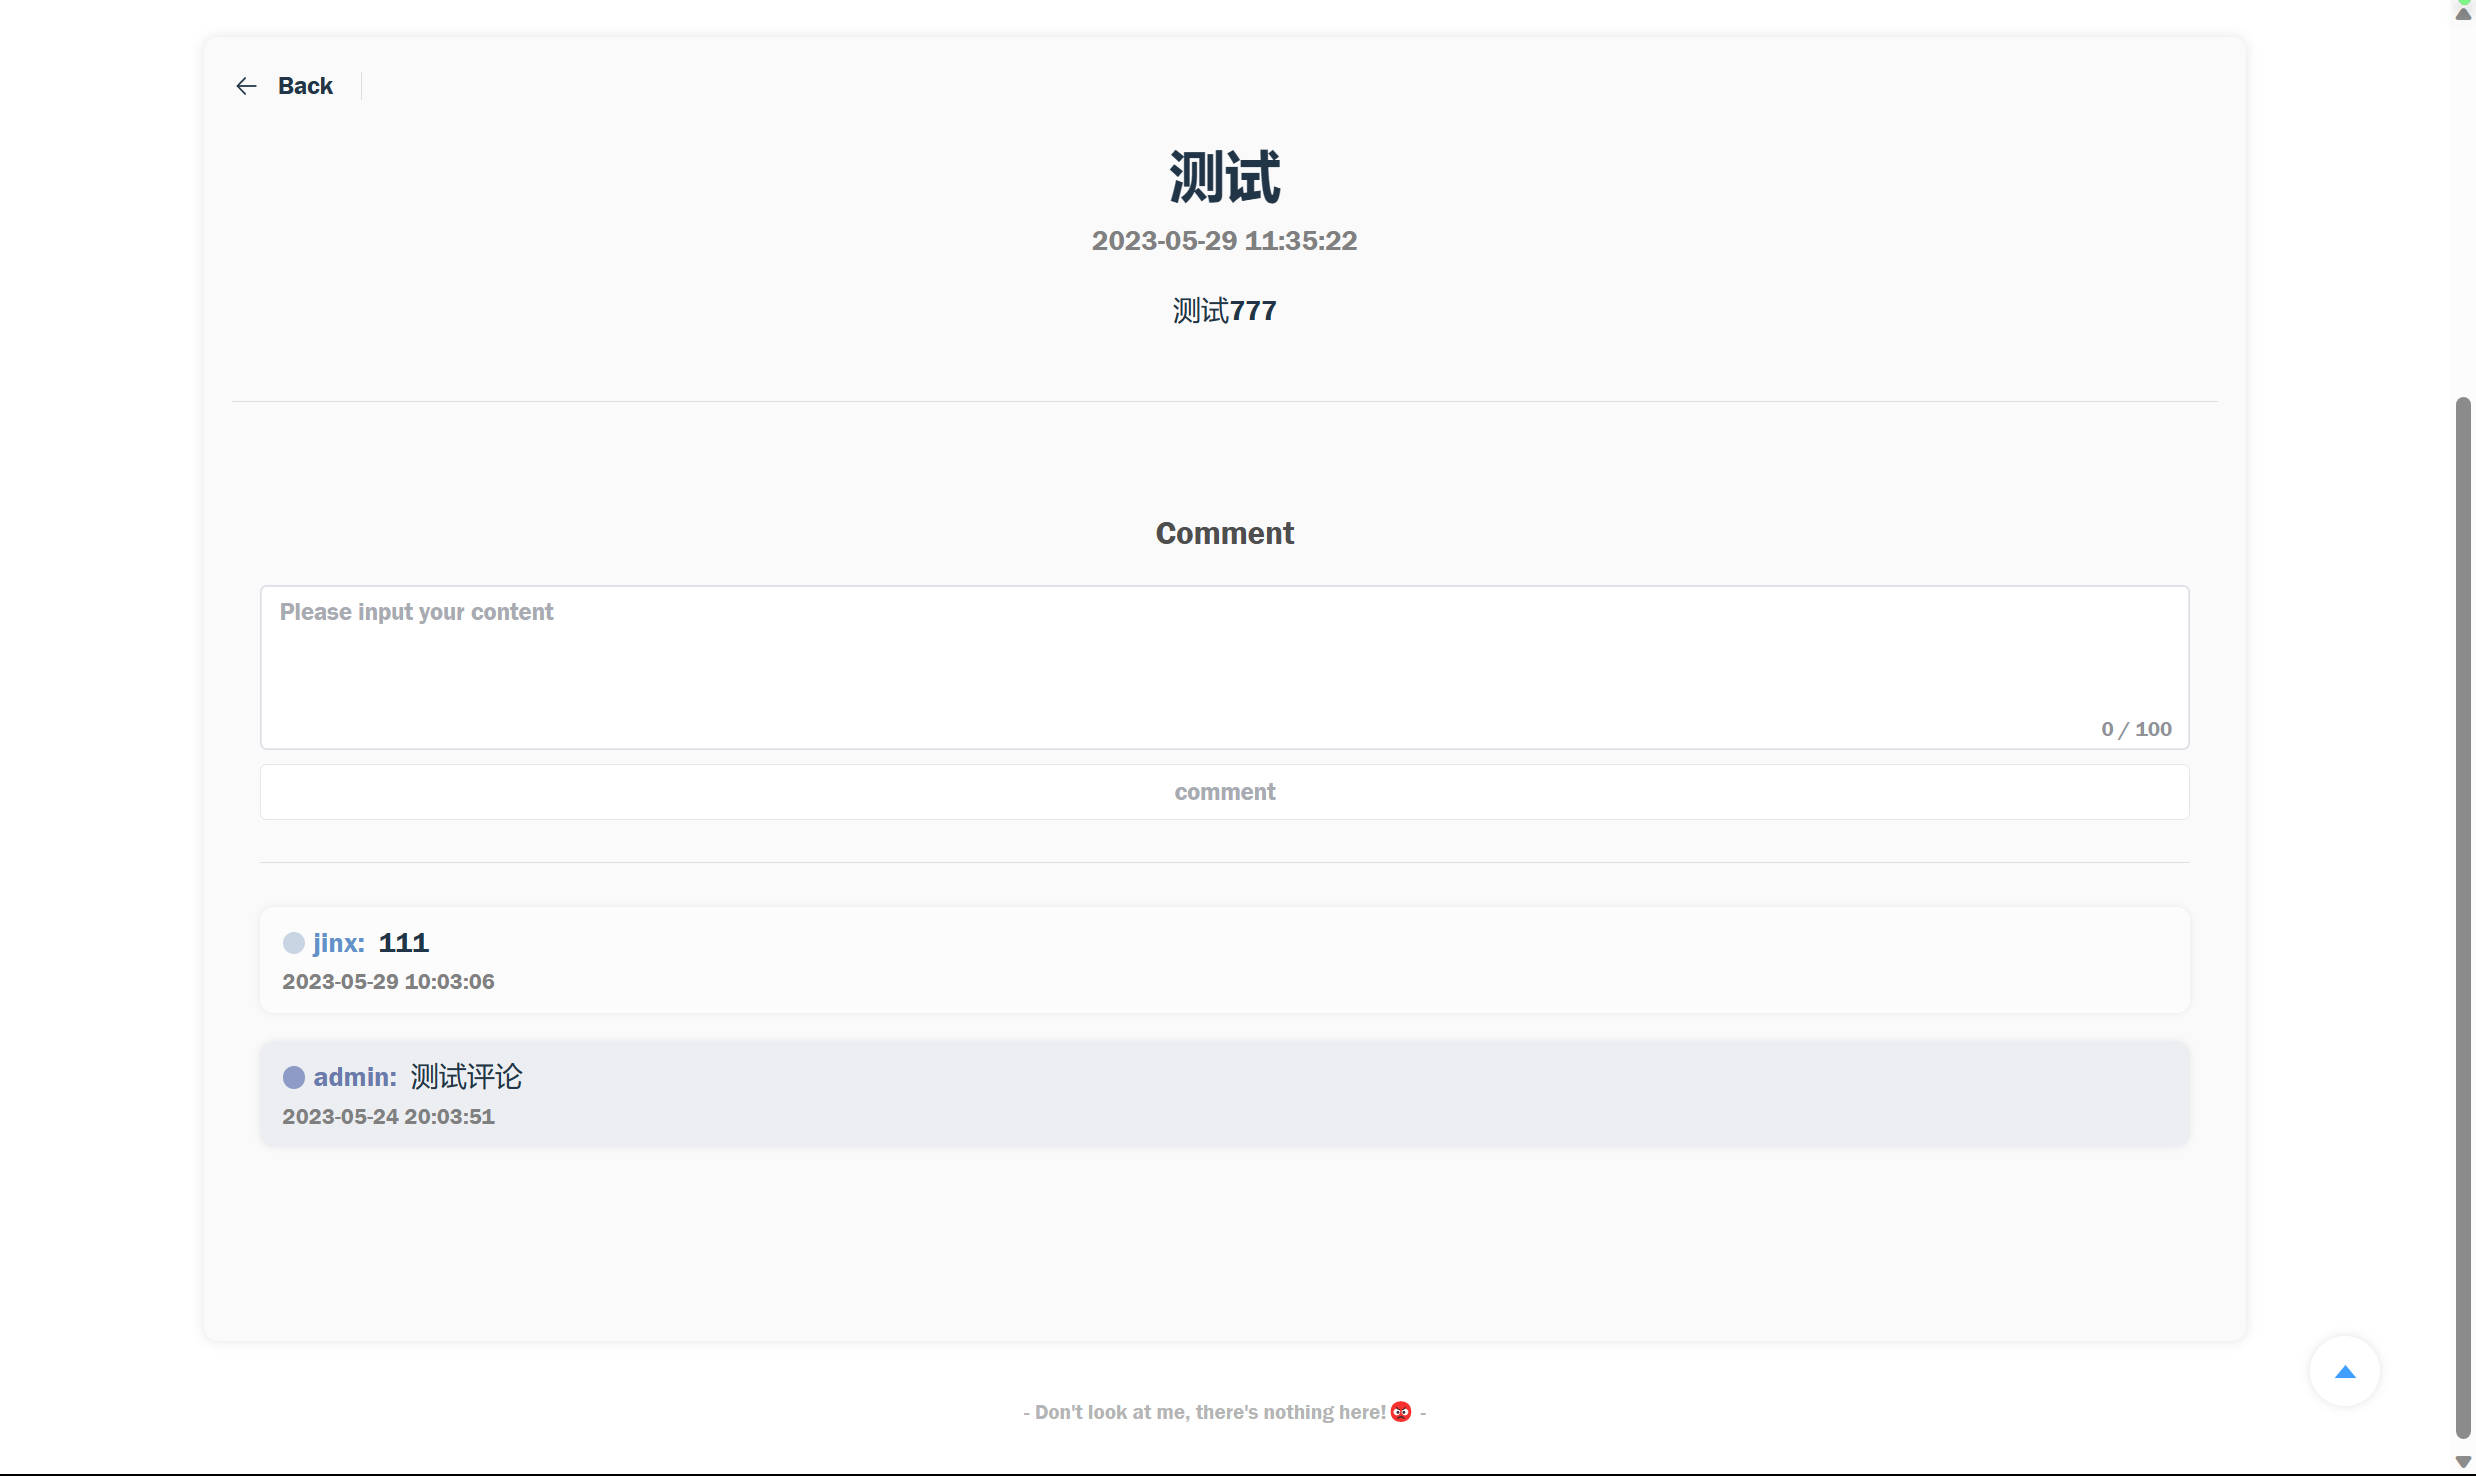 Back
测试
2023-05-29 11:35:22
测试777
Comment
Please input your content
0 / 100
comment
jinx: 111
2023-05-29 10:03:06
admin: 测试评论
2023-05-24 20:03:51
- Don't look at me, there's nothing here!😡 -